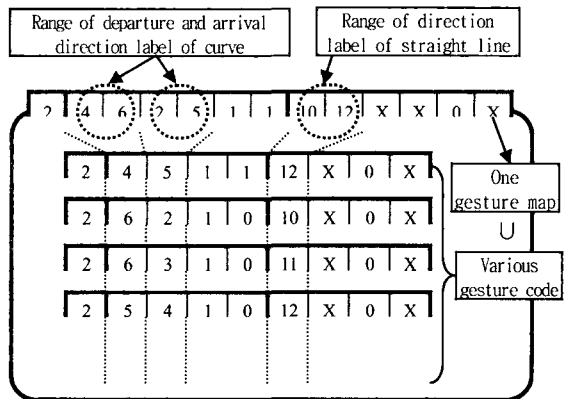 Range of departure and arrival
direction label of curve
Range of direction
label of straight line
2 4 6 2 5 1 1 10 12 X X 0 X
2 4 5 1 1 12 X 0 X
2 6 2 1 0 10 X 0 X
2 6 3 1 0 11 X 0 X
2 5 4 1 0 12 X 0 X
One
gesture map
∪
Various
gesture code